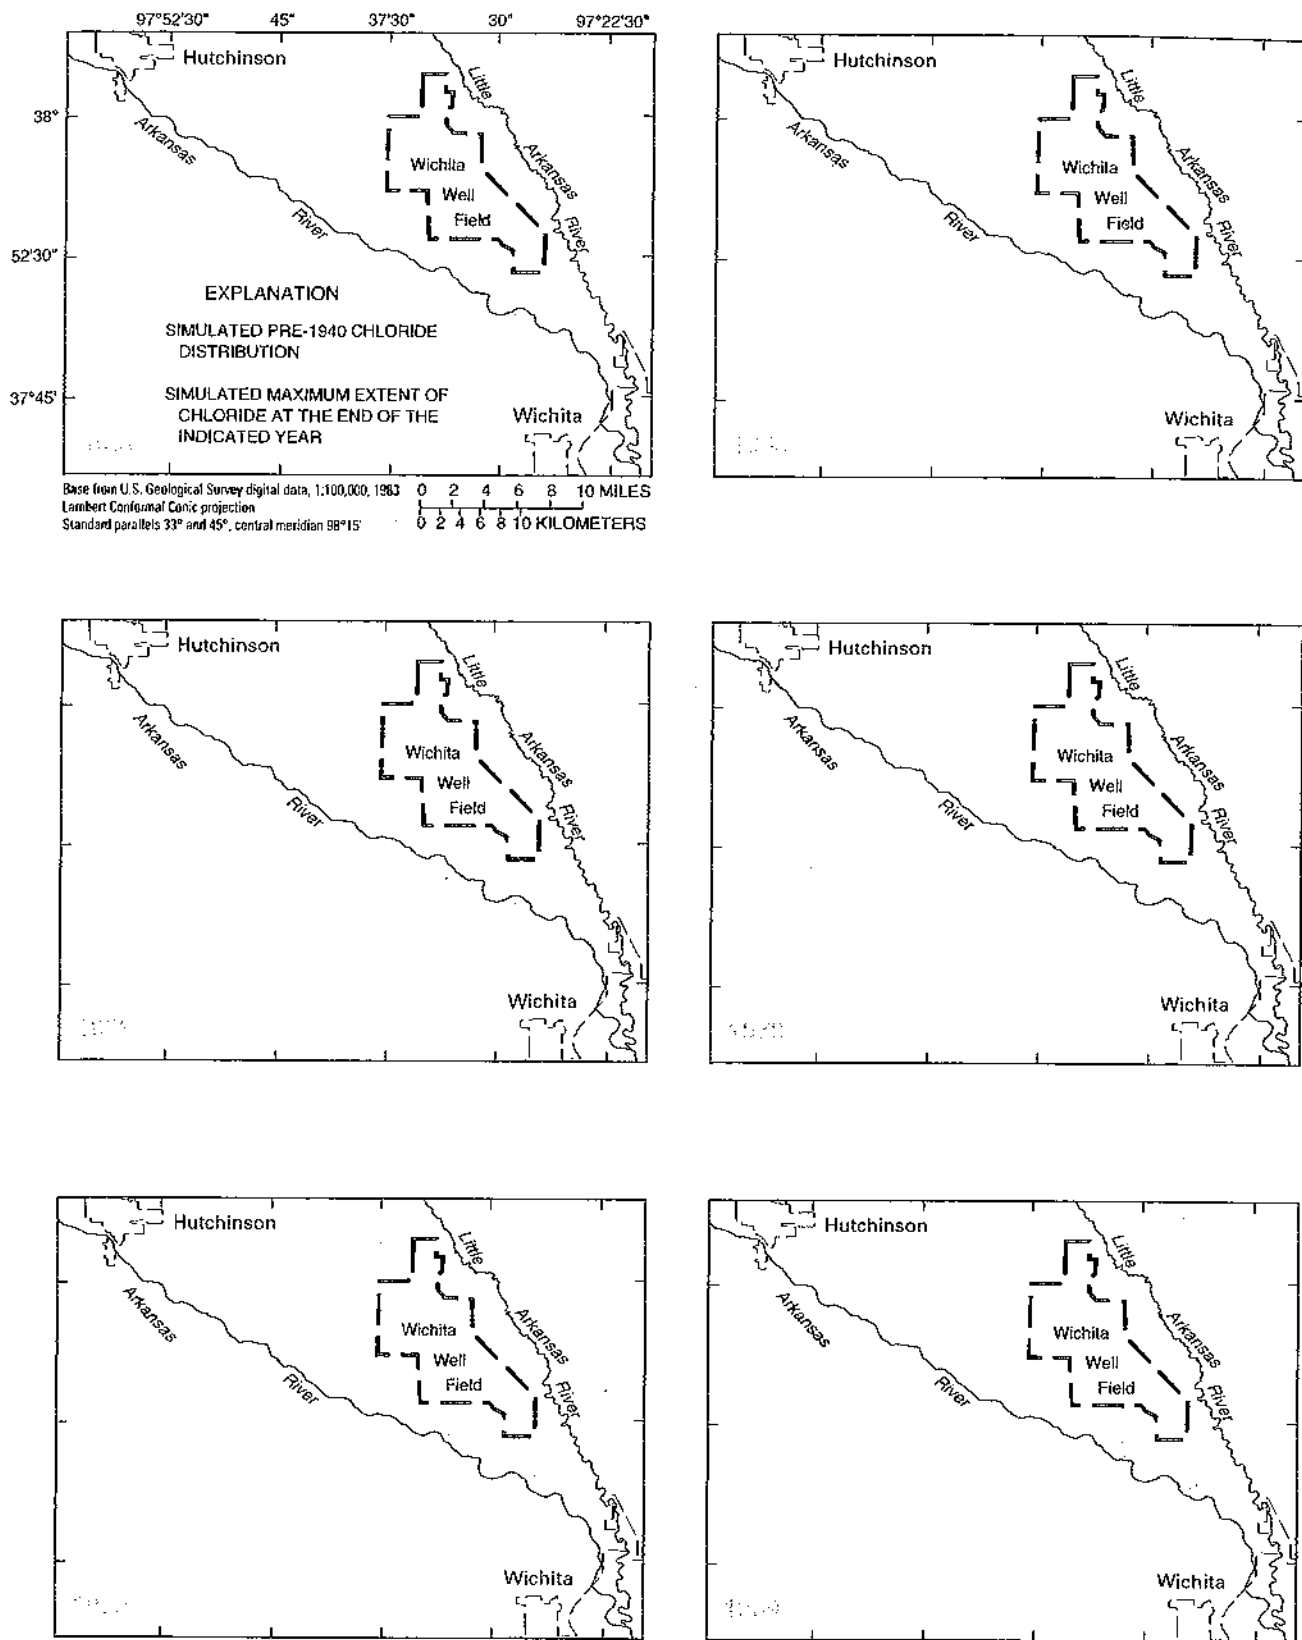 97°52'30" 45' 37'30" 30" 97°22'30"
Hutchinson
Little
38°
Arkansas
Arkansas
Wichita
Well
Field
River
River
52'30"
EXPLANATION
SIMULATED PRE-1940 CHLORIDE
DISTRIBUTION
SIMULATED MAXIMUM EXTENT OF
CHLORIDE AT THE END OF THE
INDICATED YEAR
37°45'
Wichita
Base from U.S. Geological Survey digital data, 1:100,000, 1983
Lambert Conformal Conic projection
Standard parallels 33° and 45°, central meridian 98°15'
0 2 4 6 8 10 MILES
0 2 4 6 8 10 KILOMETERS
Hutchinson
Little
Arkansas
Arkansas
Wichita
Well
Field
River
River
Wichita
Hutchinson
Little
Arkansas
Arkansas
Wichita
Well
Field
River
River
Wichita
Hutchinson
Little
Arkansas
Arkansas
Wichita
Well
Field
River
River
Wichita
Hutchinson
Little
Arkansas
Arkansas
Wichita
Well
Field
River
River
Wichita
Hutchinson
Little
Arkansas
Arkansas
Wichita
Well
Field
River
River
Wichita